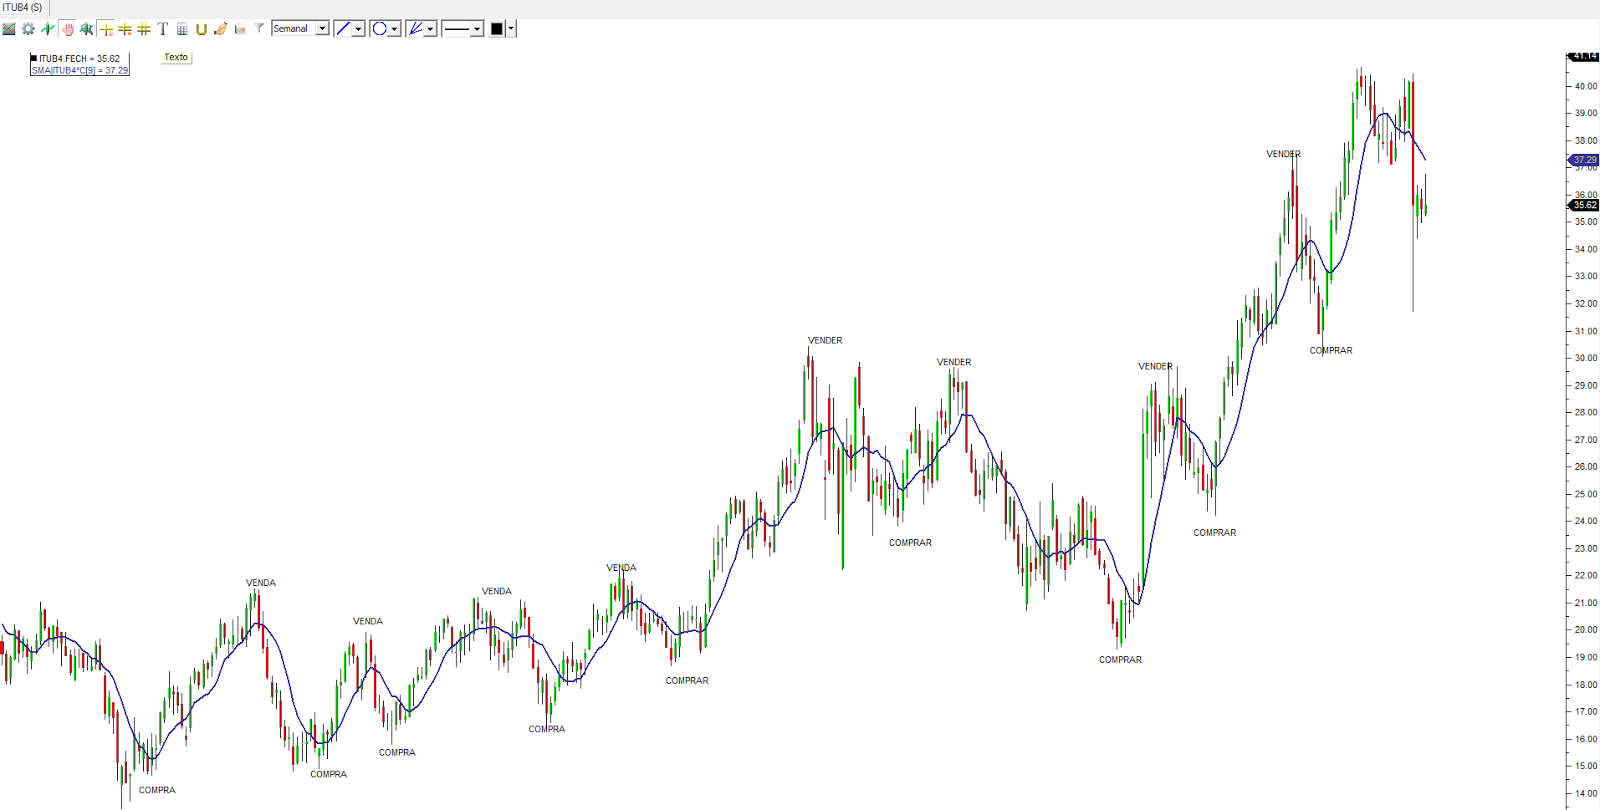 ITUB4 (S)
Semanal
ITUB4.FECH = 35.62
SMA|ITUB4*C[9] = 37.29
Texto
41.14
40.00
39.00
38.00
37.29
37.00
36.00
35.62
35.00
34.00
33.00
32.00
31.00
30.00
29.00
28.00
27.00
26.00
25.00
24.00
23.00
22.00
21.00
20.00
19.00
18.00
17.00
16.00
15.00
14.00
VENDER
COMPRAR
VENDER
VENDER
VENDER
COMPRAR
COMPRAR
VENDA
VENDA
VENDA
VENDA
COMPRAR
COMPRAR
COMPRA
COMPRA
COMPRA
COMPRA